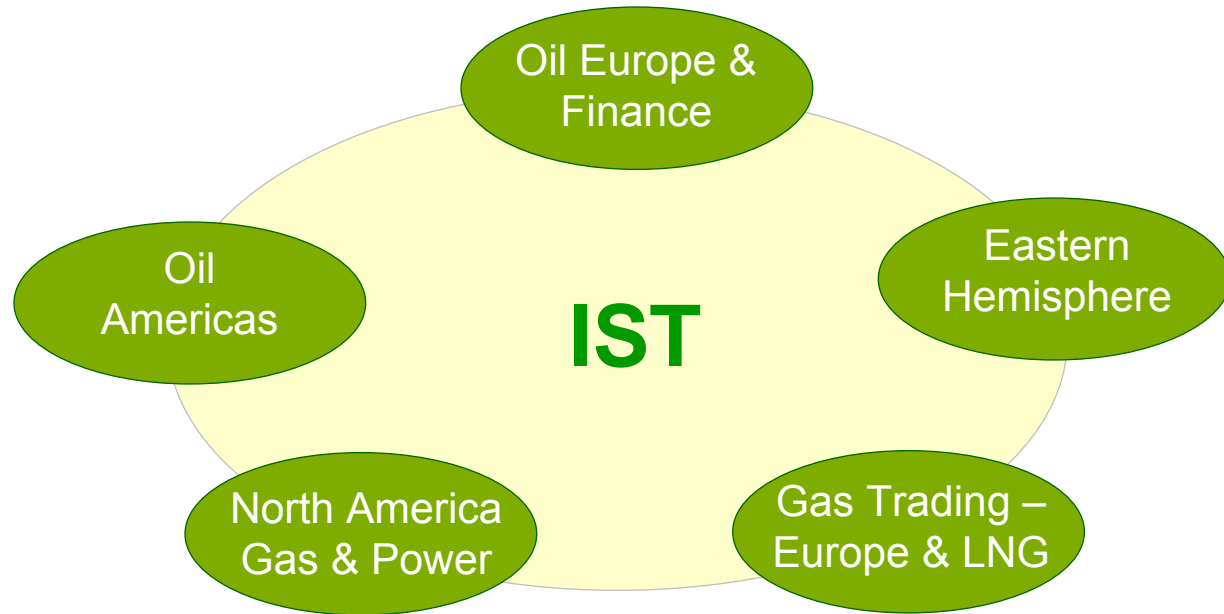 Oil Europe &
Finance
Oil
Americas
Eastern
Hemisphere
IST
North America
Gas & Power
Gas Trading –
Europe & LNG